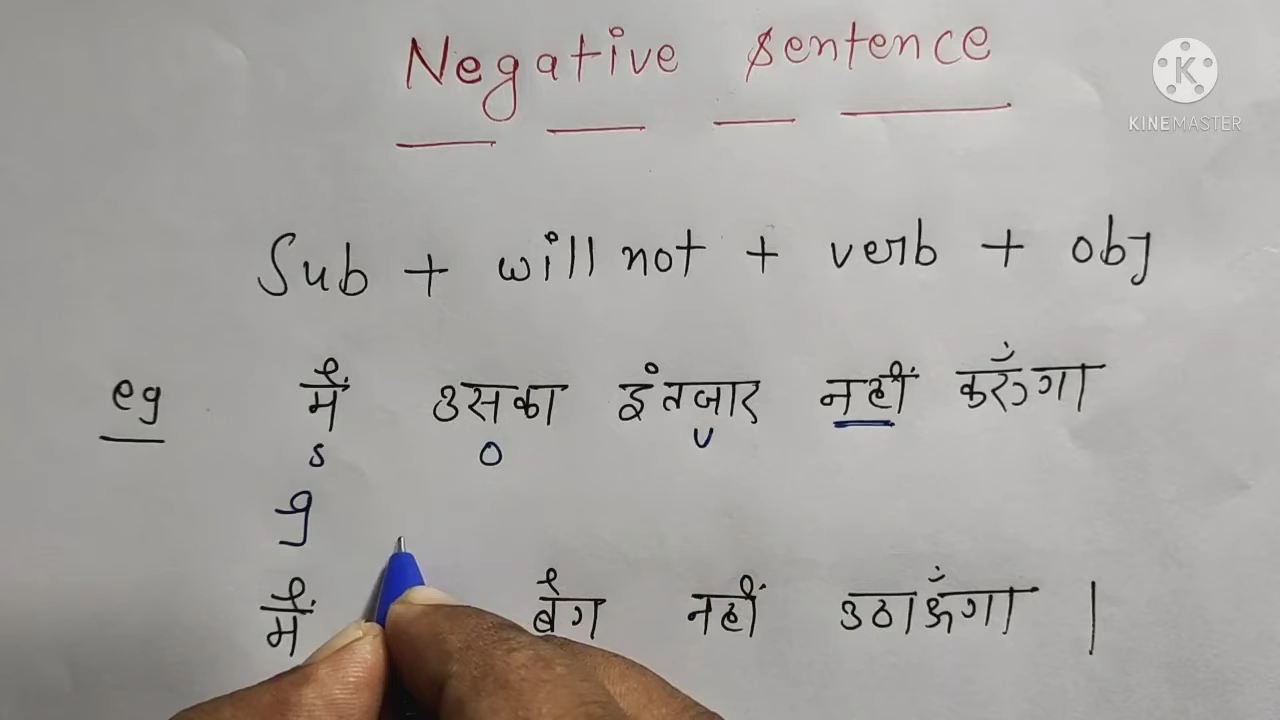 Negative Sentence
K
KINEMASTER
Sub + will not + verb + obj
eg मैं उसका इंतजार नहीं करुँगा
S O V
I
मैं बैग नहीं उठाऊँगा |